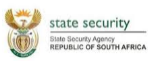 state security
State Security Agency
REPUBLIC OF SOUTH AFRICA